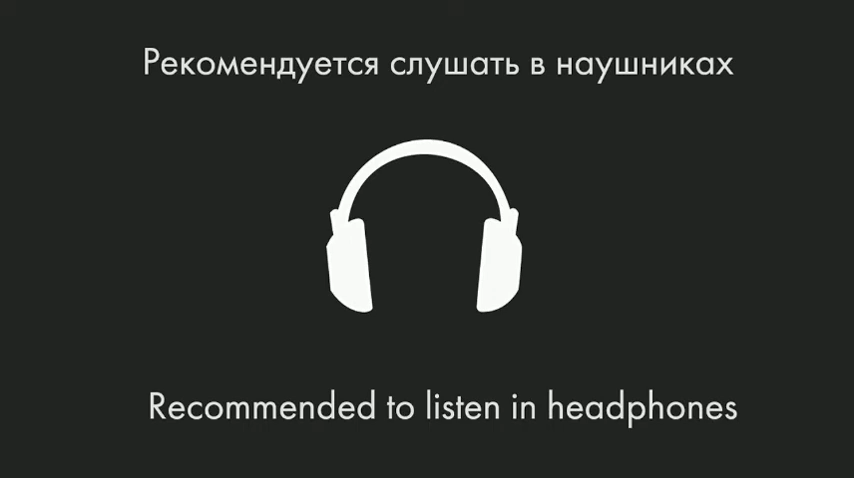 Рекомендуется слушать в наушниках
Recommended to listen in headphones